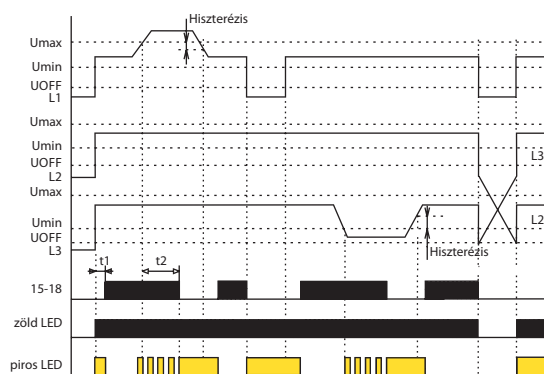 Hiszterézis
Umax
Umin
UOFF
L1
Umax
Umin
UOFF
L2
L3
Umax
Umin
UOFF
L3
L2
Hiszterézis
t1
t2
15-18
zöld LED
piros LED